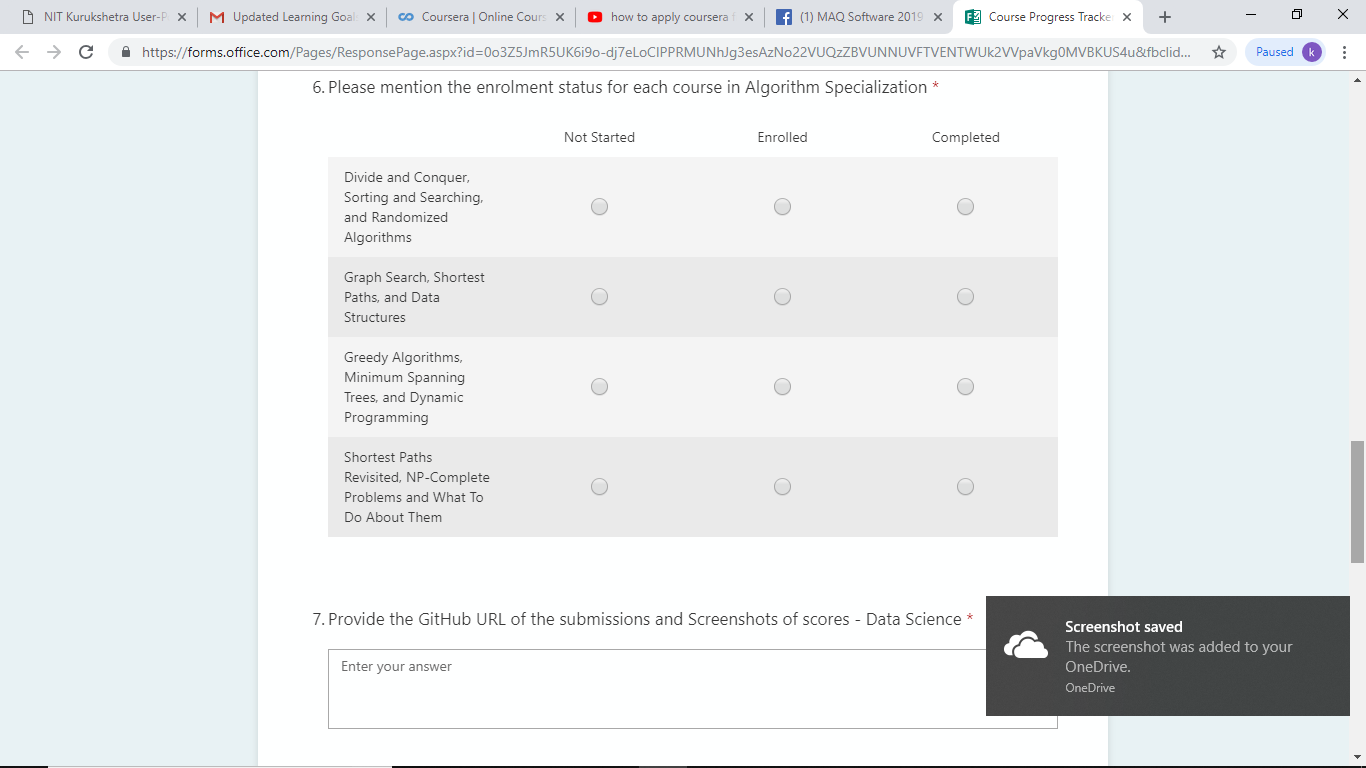 NIT Kurukshetra User-P
Updated Learning Goal
Coursera | Online Cours
how to apply coursera f
(1) MAQ Software 2019
Course Progress Tracke
https://forms.office.com/Pages/ResponsePage.aspx?id=0o3Z5JmR5UK6i9o-dj7eLoCIPPRMUNhJg3esAzNo22VUQzZBVUNNUVFTVENTWUk2VVpaVkg0MVBKUS4u&fbclid...
Paused k
6. Please mention the enrolment status for each course in Algorithm Specialization *
Not Started Enrolled Completed
Divide and Conquer,
Sorting and Searching,
and Randomized
Algorithms
Graph Search, Shortest
Paths, and Data
Structures
Greedy Algorithms,
Minimum Spanning
Trees, and Dynamic
Programming
Shortest Paths
Revisited, NP-Complete
Problems and What To
Do About Them
7. Provide the GitHub URL of the submissions and Screenshots of scores - Data Science *
Enter your answer
Screenshot saved
The screenshot was added to your
OneDrive.
OneDrive